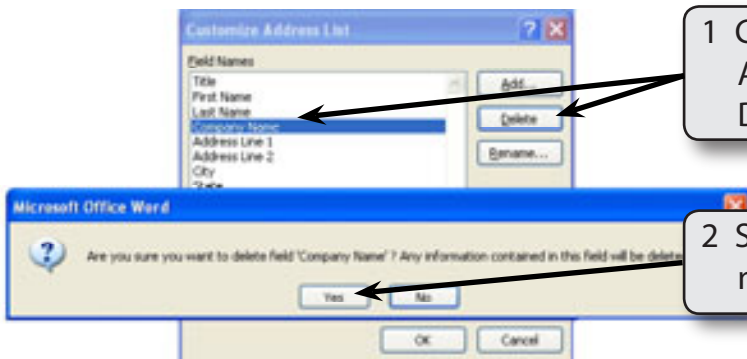 Customize Address List
Field Names
Title
First Name
Last Name
Company Name
Address Line 1
Address Line 2
City
State
Add...
Delete
Rename...
1 C
A
D
Microsoft Office Word
Are you sure you want to delete field 'Company Name' ? Any information contained in this field will be delete
Yes No
2 S
r
OK Cancel